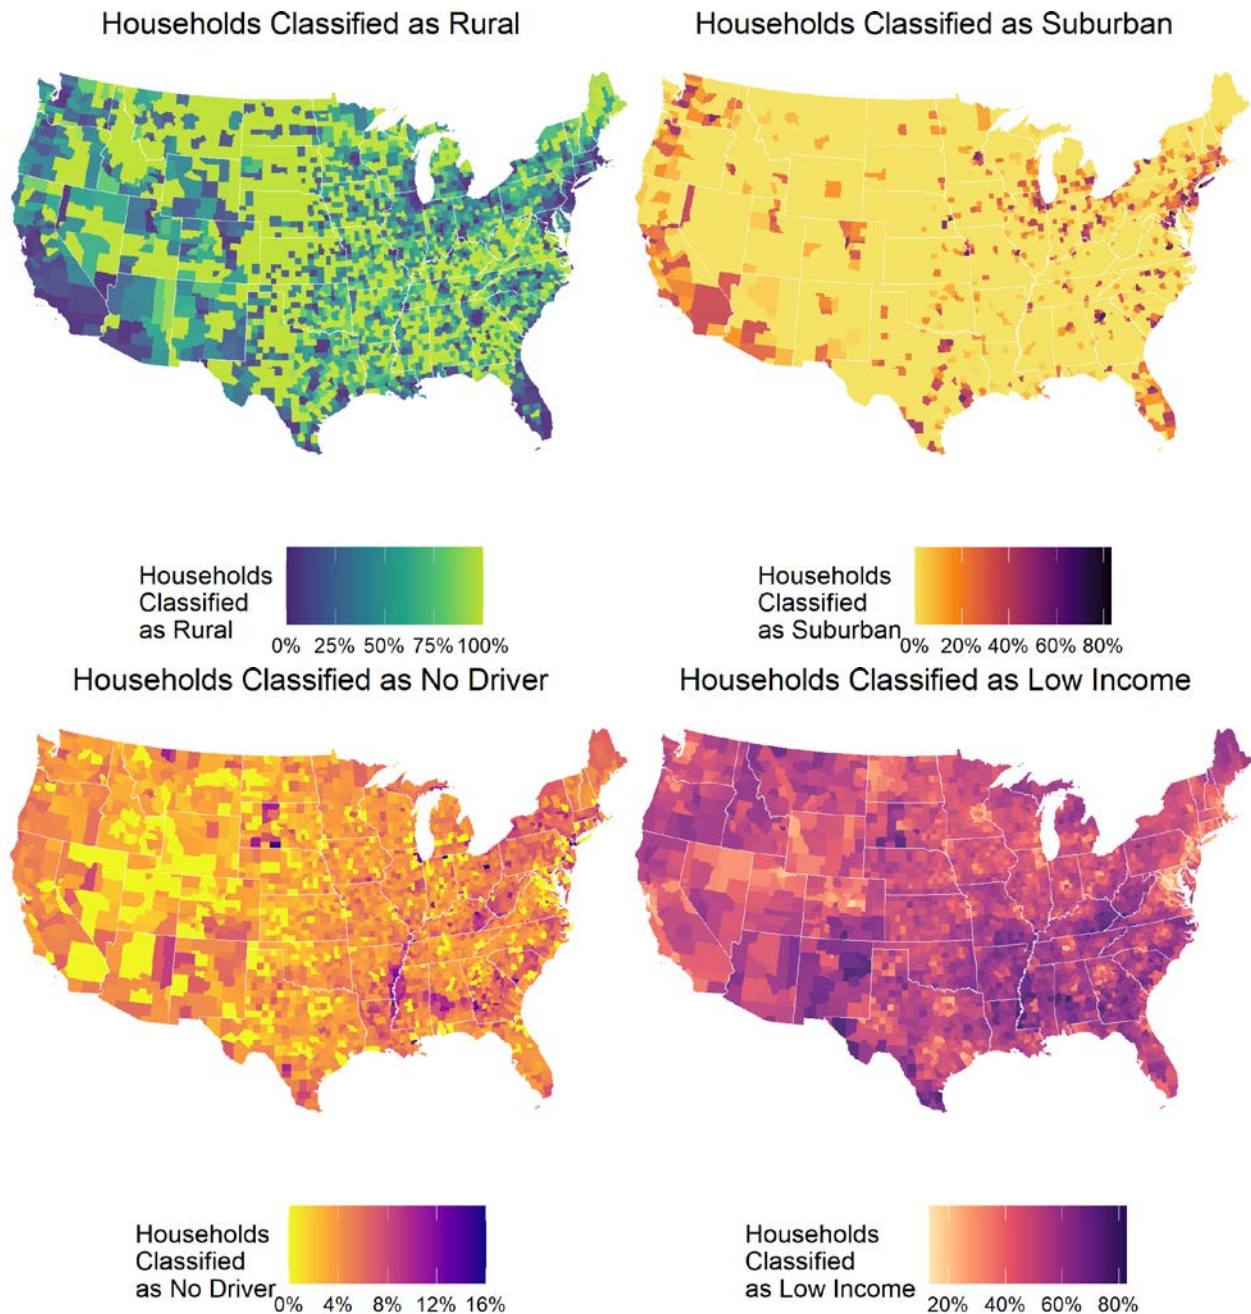 Households Classified as Rural
Households Classified as Suburban
Households
Classified
as Rural
0% 25% 50% 75% 100%
Households
Classified
as Suburban
0% 20% 40% 60% 80%
Households Classified as No Driver
Households Classified as Low Income
Households
Classified
as No Driver
0% 4% 8% 12% 16%
Households
Classified
as Low Income
20% 40% 60% 80%